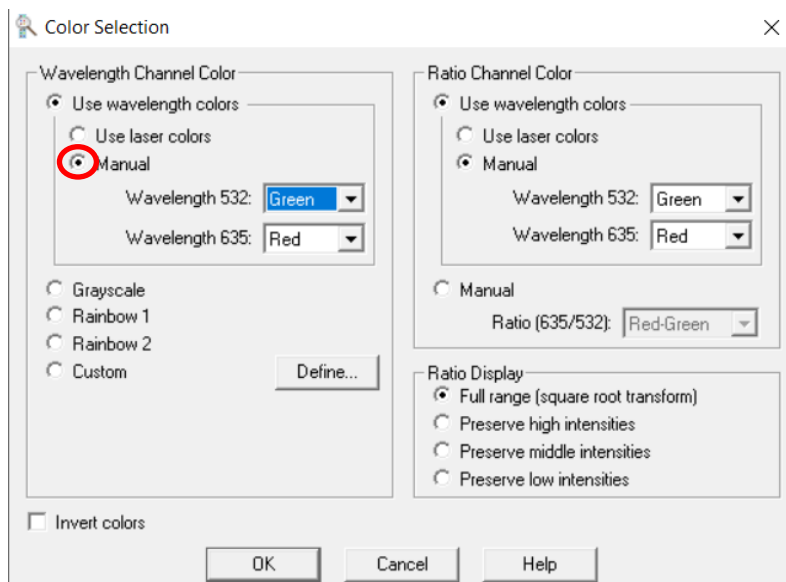 Color Selection
Wavelength Channel Color
Use wavelength colors
Use laser colors
Manual
Wavelength 532: Green
Wavelength 635: Red
Grayscale
Rainbow 1
Rainbow 2
Custom
Define...
Ratio Channel Color
Use wavelength colors
Use laser colors
Manual
Wavelength 532: Green
Wavelength 635: Red
Manual
Ratio (635/532): Red-Green
Ratio Display
Full range (square root transform)
Preserve high intensities
Preserve middle intensities
Preserve low intensities
Invert colors
OK Cancel Help